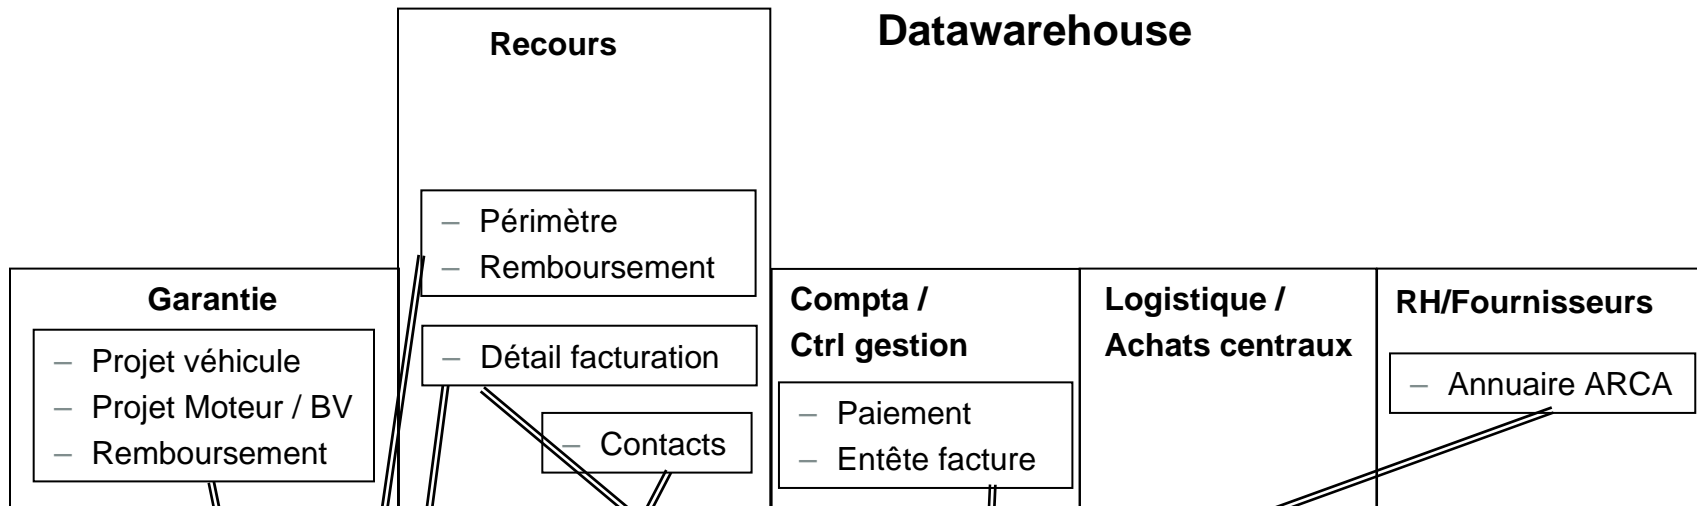 Datawarehouse
Recours
– Périmètre
– Remboursement
– Détail facturation
– Contacts
Garantie
– Projet véhicule
– Projet Moteur / BV
– Remboursement
Compta /
Ctrl gestion
– Paiement
– Entête facture
Logistique /
Achats centraux
RH/Fournisseurs
– Annuaire ARCA